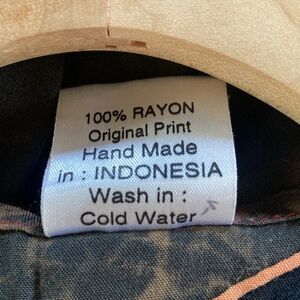 100% RAYON
Original Print
Hand Made
in : INDONESIA
Wash in :
Cold Water